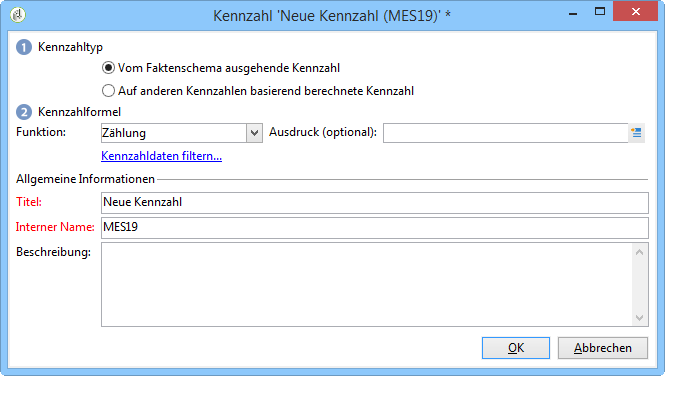 Kennzahl 'Neue Kennzahl (MES19)' *
1 Kennzahltyp
Vom Faktenschema ausgehende Kennzahl
Auf anderen Kennzahlen basierend berechnete Kennzahl
2 Kennzahlformel
Funktion: Zählung Ausdruck (optional):
Kennzahldaten filtern...
Allgemeine Informationen
Titel: Neue Kennzahl
Interner Name: MES19
Beschreibung:
OK Abbrechen